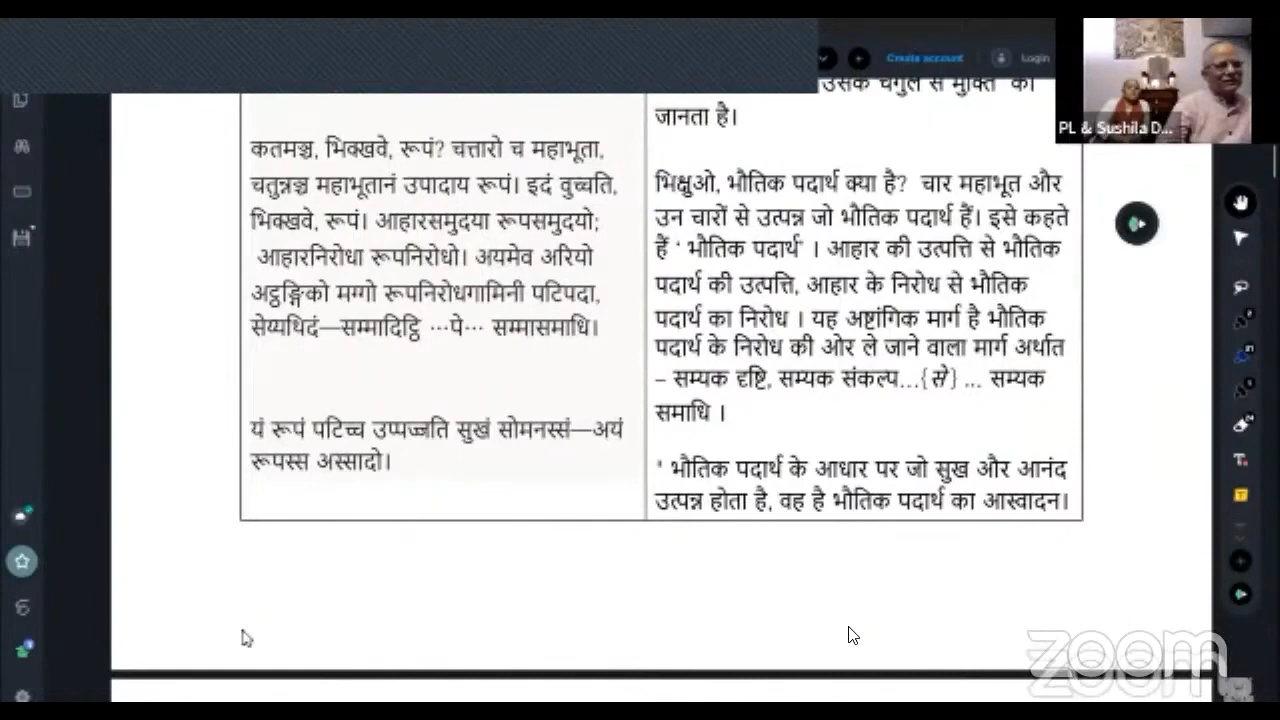 Create account
Login
PL & Sushila D...
उसके चंगुल से मुक्ति को
जानता है।
कतमञ्च, भिक्खवे, रूपं? चत्तारो च महाभूता,
चतुन्नञ्च महाभूतानं उपादाय रूपं। इदं वुच्चति,
भिक्खवे, रूपं। आहारसमुदया रूपसमुदयो;
आहारनिरोधा रूपनिरोधो। अयमेव अरियो
अट्ठङ्गिको मग्गो रूपनिरोधगामिनी पटिपदा,
सेय्यथिदं—सम्मादिट्ठि …पे… सम्मासमाधि।
यं रूपं पटिच्च उप्पज्जति सुखं सोमनस्सं—अयं
रूपस्स अस्सादो।
भिक्षुओ, भौतिक पदार्थ क्या है? चार महाभूत और
उन चारों से उत्पन्न जो भौतिक पदार्थ हैं। इसे कहते
हैं ' भौतिक पदार्थ' । आहार की उत्पत्ति से भौतिक
पदार्थ की उत्पत्ति, आहार के निरोध से भौतिक
पदार्थ का निरोध । यह अष्टांगिक मार्ग है भौतिक
पदार्थ के निरोध की ओर ले जाने वाला मार्ग अर्थात
– सम्यक दृष्टि, सम्यक संकल्प...{से} ... सम्यक
समाधि ।
' भौतिक पदार्थ के आधार पर जो सुख और आनंद
उत्पन्न होता है, वह है भौतिक पदार्थ का आस्वादन।
zoom